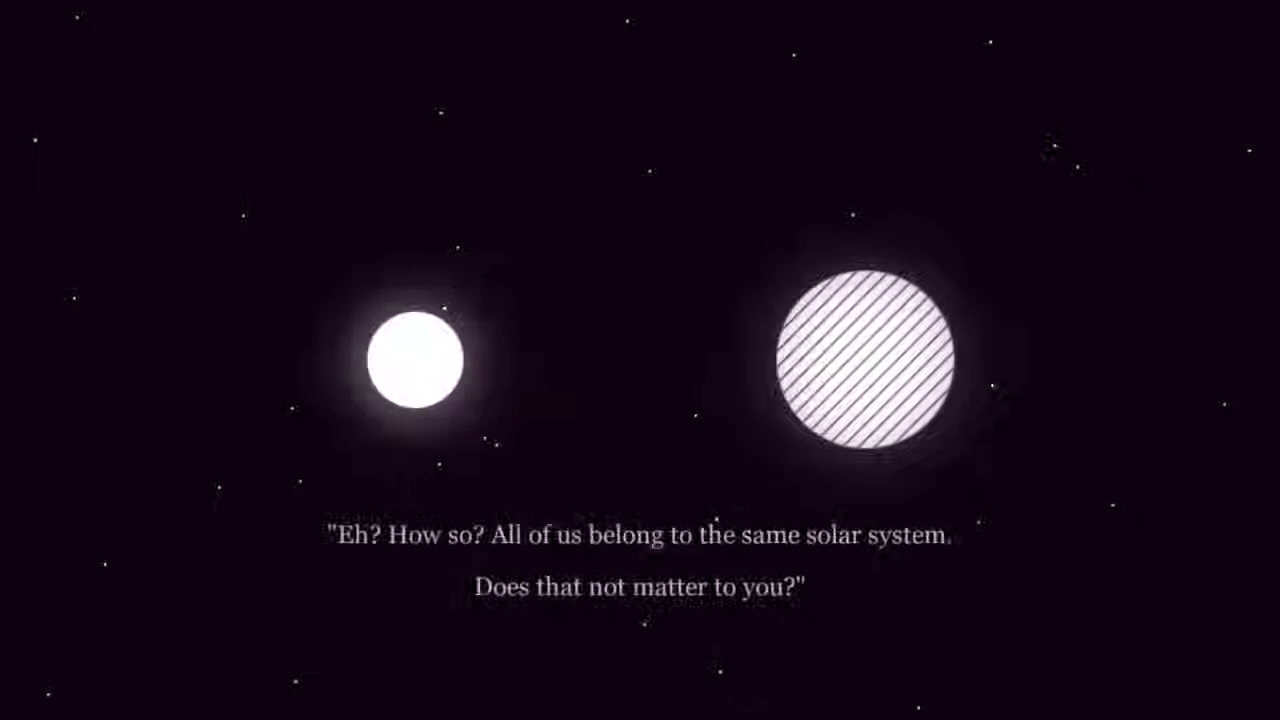 "Eh? How so? All of us belong to the same solar system.
Does that not matter to you?"